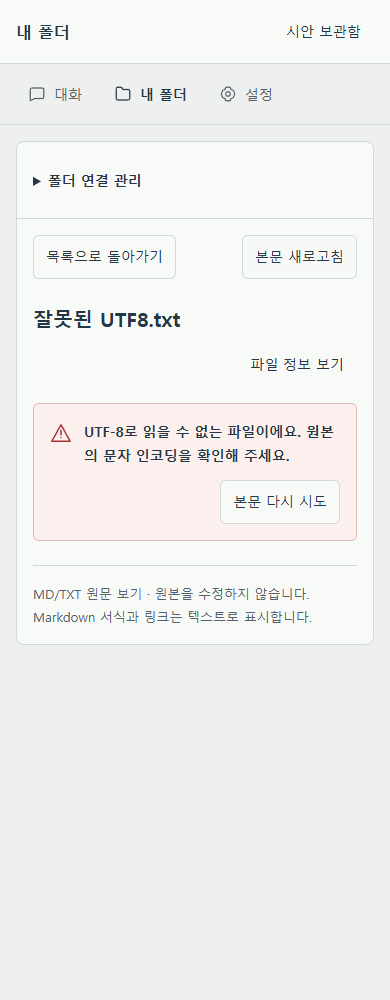 내 폴더
시안 보관함
대화
내 폴더
설정
▶ 폴더 연결 관리
목록으로 돌아가기
본문 새로고침
잘못된 UTF8.txt
파일 정보 보기
UTF-8로 읽을 수 없는 파일이에요. 원본
의 문자 인코딩을 확인해 주세요.
본문 다시 시도
MD/TXT 원문 보기 · 원본을 수정하지 않습니다.
Markdown 서식과 링크는 텍스트로 표시합니다.